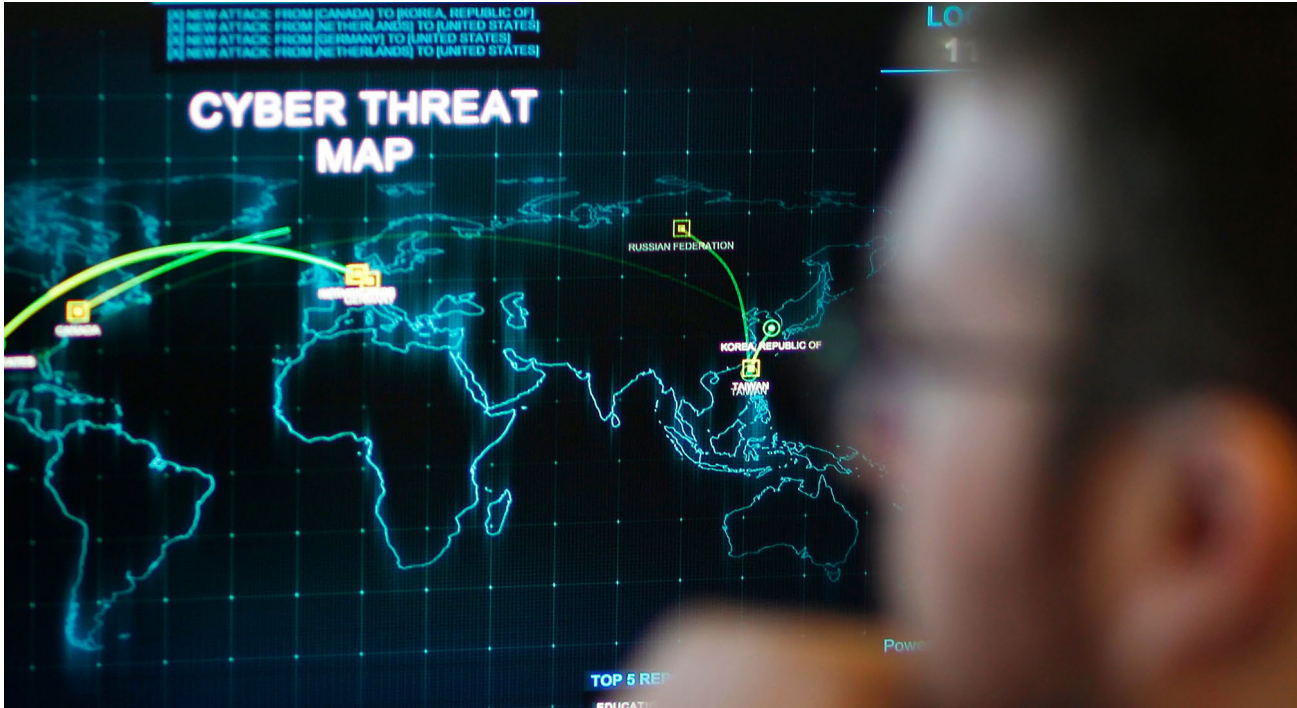 [X] NEW ATTACK: FROM [CANADA] TO [KOREA, REPUBLIC OF]
[X] NEW ATTACK: FROM [NETHERLANDS] TO [UNITED STATES]
[X] NEW ATTACK: FROM [GERMANY] TO [UNITED STATES]
[X] NEW ATTACK: FROM [NETHERLANDS] TO [UNITED STATES]
CYBER THREAT
MAP
RUSSIAN FEDERATION
CANADA
KOREA, REPUBLIC OF
TAIWAN
TAIWAN
TOP 5